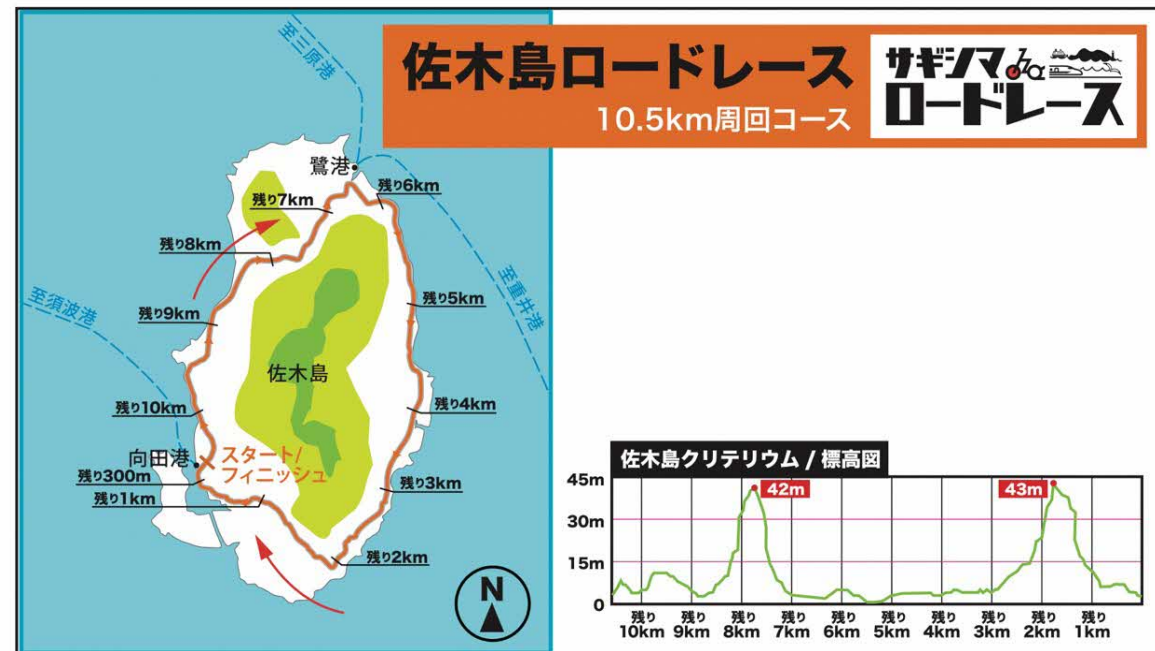 佐木島ロードレース
10.5km周回コース
サギシマ
ロードレース
至三原港
鷺港
残り6km
残り7km
残り8km
至須波港
至重井港
残り5km
残り9km
佐木島
残り4km
残り10km
向田港
スタート/
フィニッシュ
残り300m
残り1km
残り3km
残り2km
N
佐木島クリテリウム / 標高図
45m
42m
43m
30m
15m
0
残り
10km
残り
9km
残り
8km
残り
7km
残り
6km
残り
5km
残り
4km
残り
3km
残り
2km
残り
1km